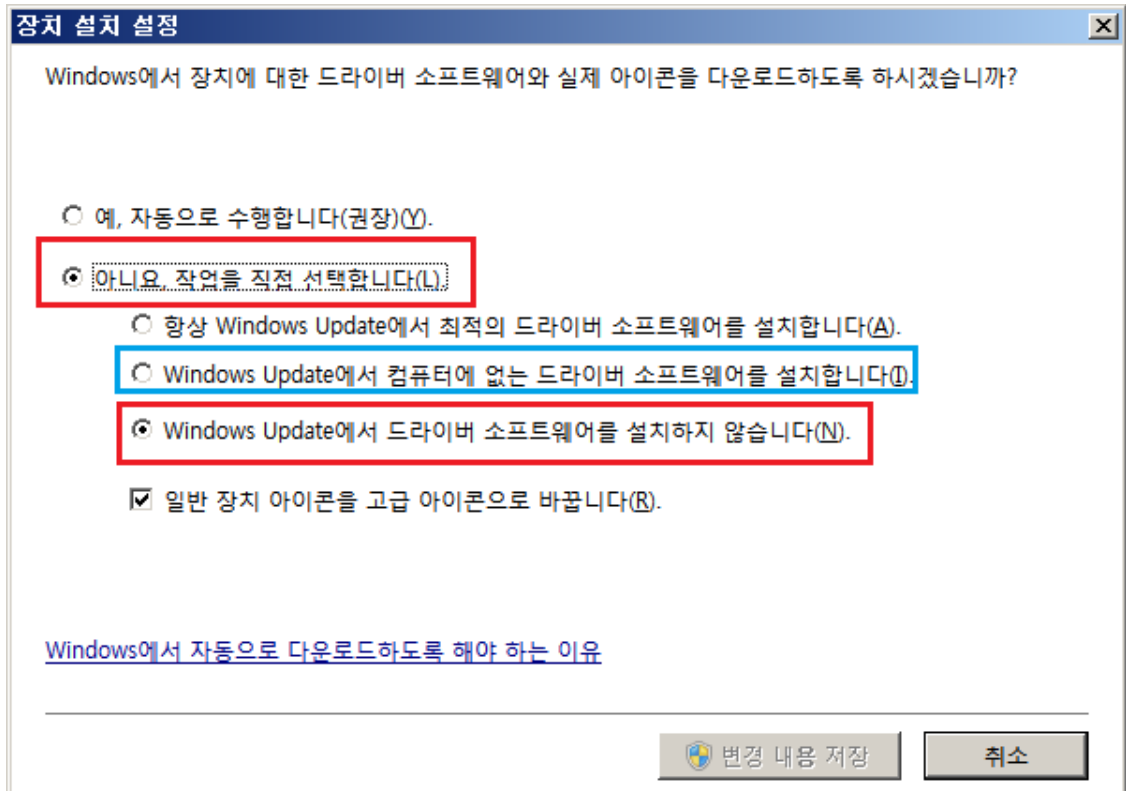 장치 설치 설정
Windows에서 장치에 대한 드라이버 소프트웨어와 실제 아이콘을 다운로드하도록 하시겠습니까?
예, 자동으로 수행합니다(권장)(Y).
아니요, 작업을 직접 선택합니다(L).
항상 Windows Update에서 최적의 드라이버 소프트웨어를 설치합니다(A).
Windows Update에서 컴퓨터에 없는 드라이버 소프트웨어를 설치합니다(I).
Windows Update에서 드라이버 소프트웨어를 설치하지 않습니다(N).
일반 장치 아이콘을 고급 아이콘으로 바꿉니다(R).
Windows에서 자동으로 다운로드하도록 해야 하는 이유
변경 내용 저장 취소